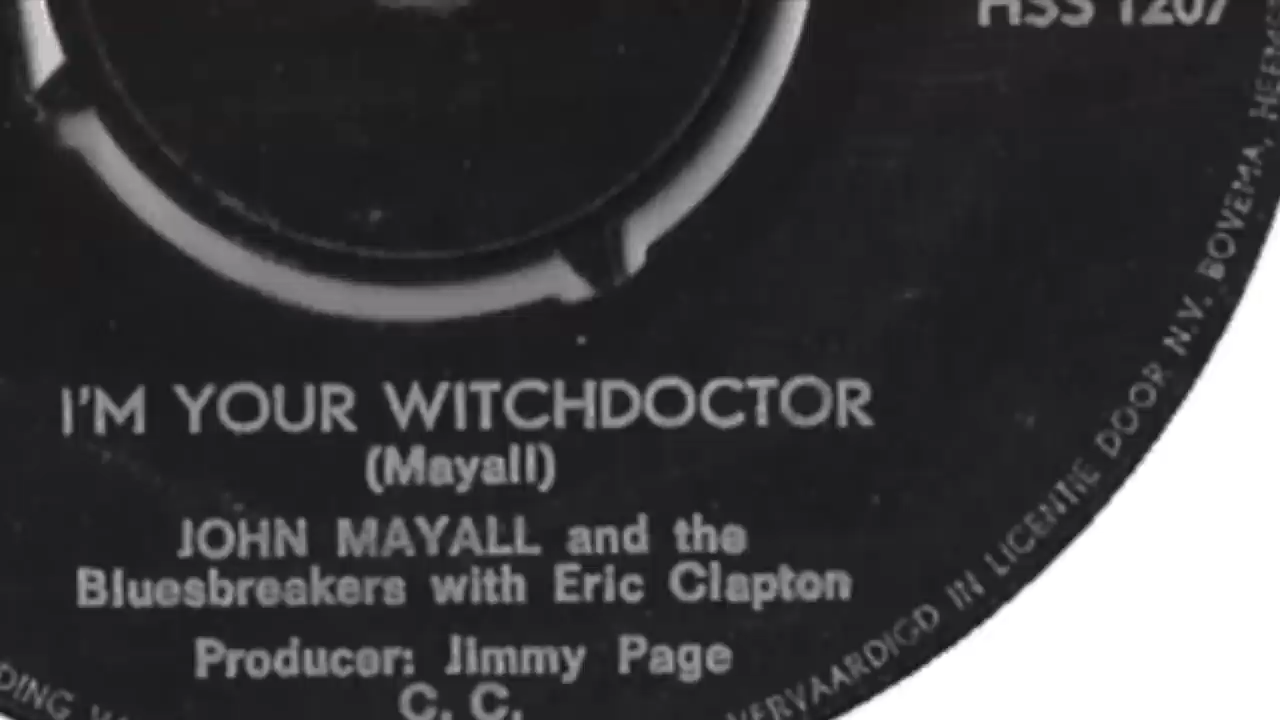 HSS 1207
I'M YOUR WITCHDOCTOR
(Mayall)
JOHN MAYALL and the
Bluesbreakers with Eric Clapton
Producer: Jimmy Page
C. C.
VERVAARDIGD IN LICENTIE DOOR N.V. BOVEMA,